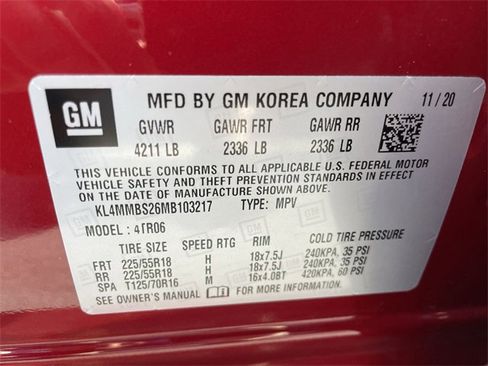 GM MFD BY GM KOREA COMPANY 11/20
GVWR GAWR FRT GAWR RR
4211 LB 2336 LB 2336 LB
THIS VEHICLE CONFORMS TO ALL APPLICABLE U.S. FEDERAL MOTOR
VEHICLE SAFETY AND THEFT PREVENTION STANDARDS IN EFFECT ON THE
DATE OF MANUFACTURE SHOWN ABOVE.
KL4MMBS26MB103217 TYPE: MPV
MODEL : 4TR06
TIRE SIZE SPEED RTG RIM COLD TIRE PRESSURE
FRT 225/55R18 H 18x7.5J 240KPA, 35 PSI
RR 225/55R18 H 18x7.5J 240KPA, 35 PSI
SPA T125/70R16 M 16x4.0BT 420KPA, 60 PSI
SEE OWNER'S MANUAL FOR MORE INFORMATION.